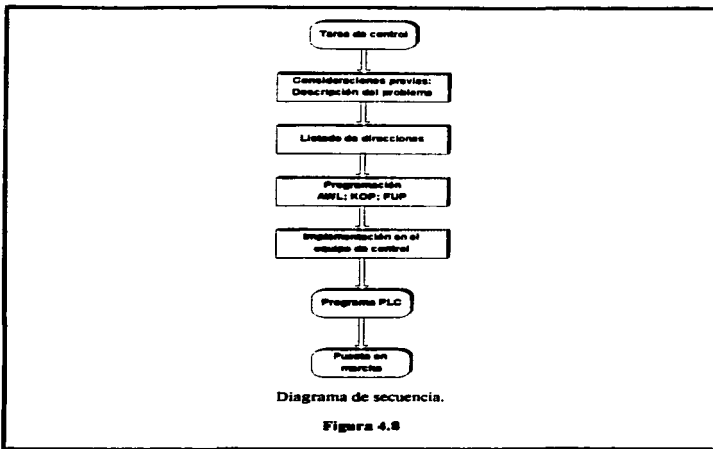 Tarea de control
Consideraciones previas:
Descripción del problema
Listado de direcciones
Programación
AWL; KOP; FUP
Implementación en el
equipo de control
Programa PLC
Puesta en
marcha
Diagrama de secuencia.
Figura 4.8